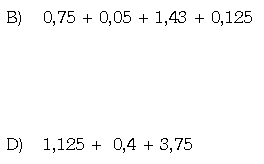 B) 0,75 + 0,05 + 1,43 + 0,125
D) 1,125 + 0,4 + 3,75